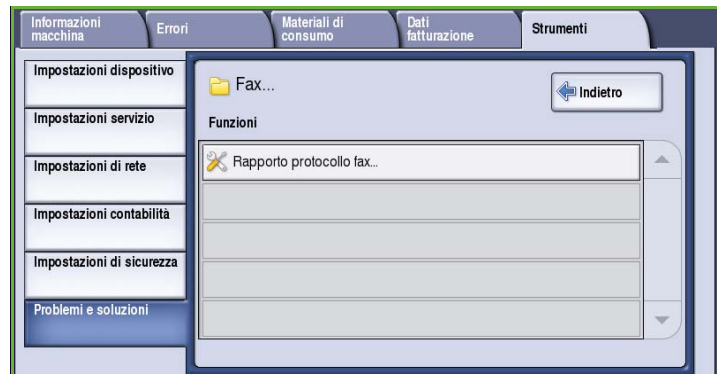 Informazioni
macchina
Errori
Materiali di
consumo
Dati
fatturazione
Strumenti
Impostazioni dispositivo
Impostazioni servizio
Impostazioni di rete
Impostazioni contabilità
Impostazioni di sicurezza
Problemi e soluzioni
Fax...
Indietro
Funzioni
Rapporto protocollo fax...